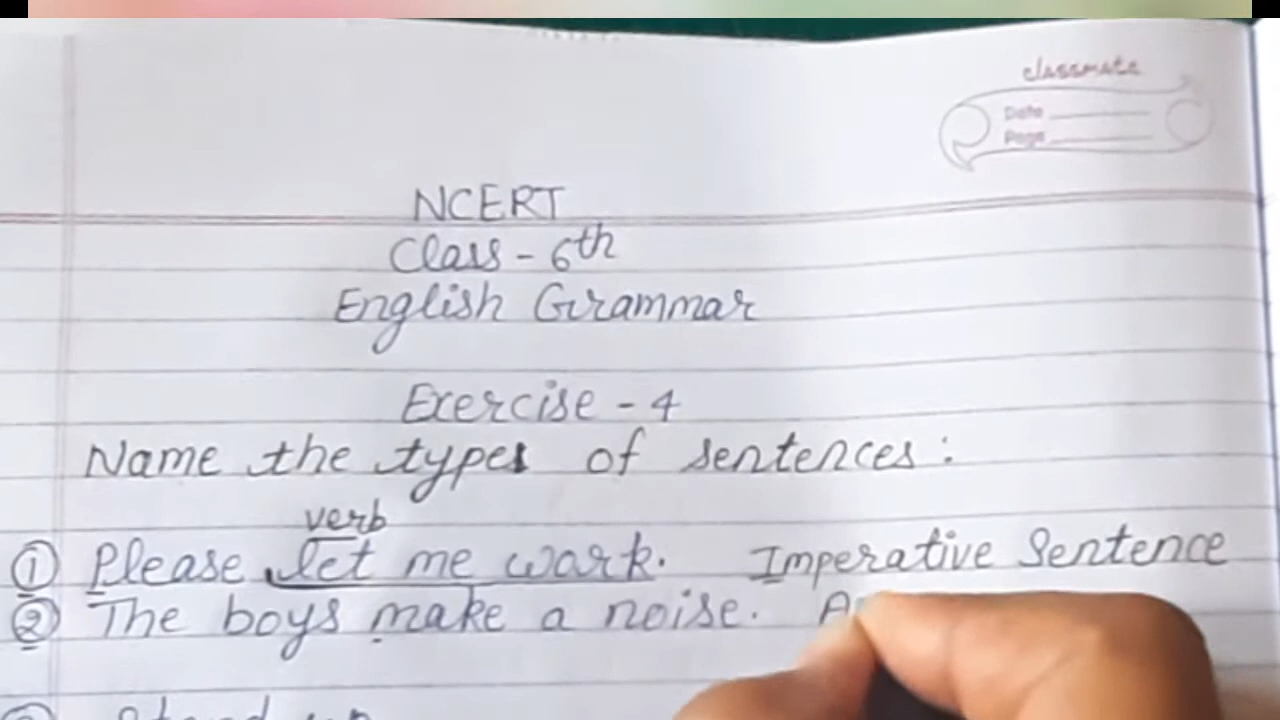 classmate
Date
Page
NCERT
Class - 6th
English Grammar
Exercise - 4
Name the types of sentences :
verb
① Please let me work. Imperative Sentence
② The boys make a noise. A